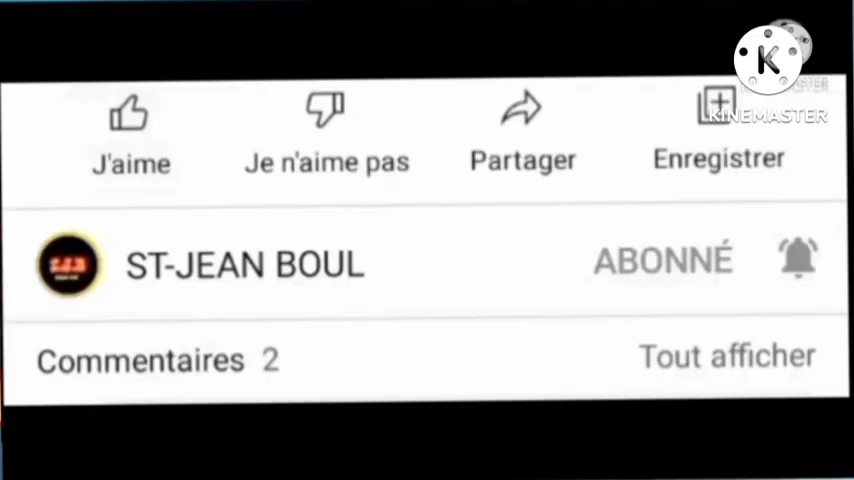 KINEMASTER
J'aime
Je n'aime pas
Partager
Enregistrer
ST-JEAN BOUL
ABONNÉ
Commentaires 2
Tout afficher